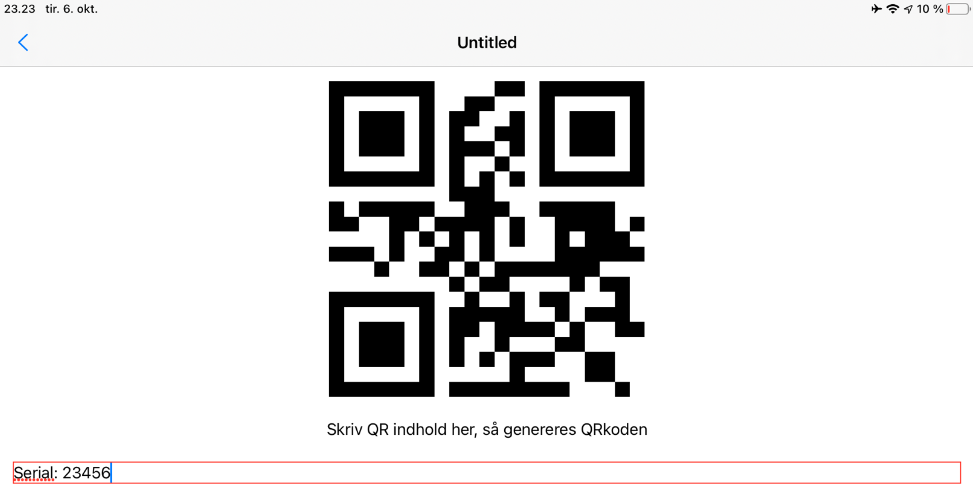 23.23 tir. 6. okt.
10 %
Untitled
Skriv QR indhold her, så genereres QRkoden
Serial: 23456